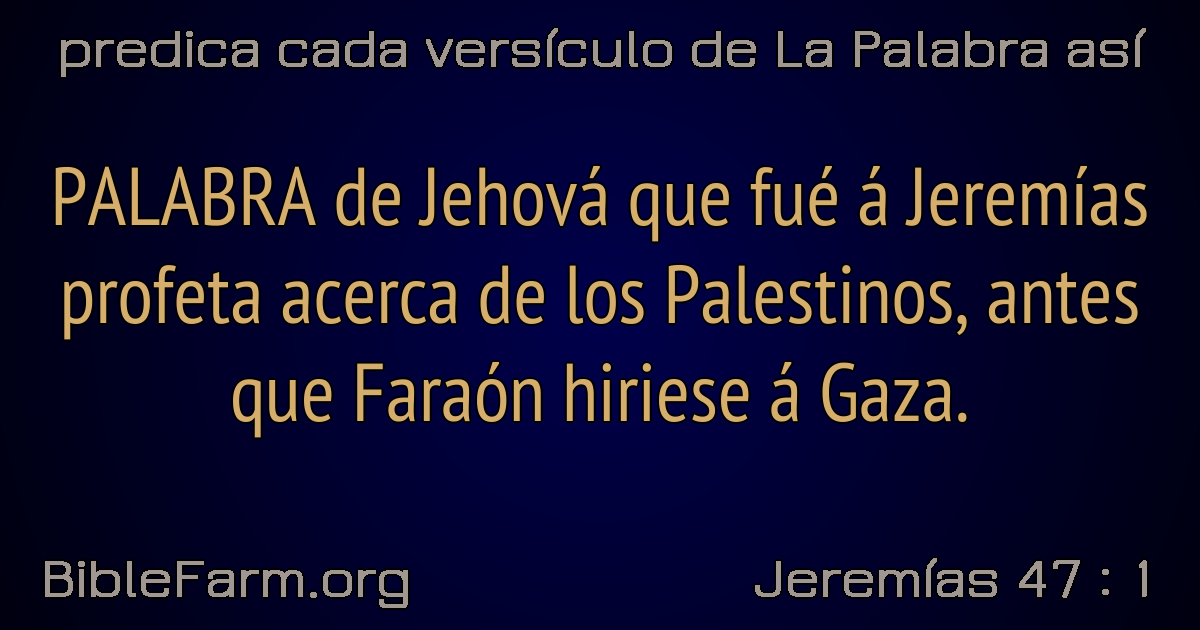 predica cada versículo de La Palabra así
PALABRA de Jehová que fué á Jeremías
profeta acerca de los Palestinos, antes
que Faraón hiriese á Gaza.
BibleFarm.org
Jeremías 47 : 1